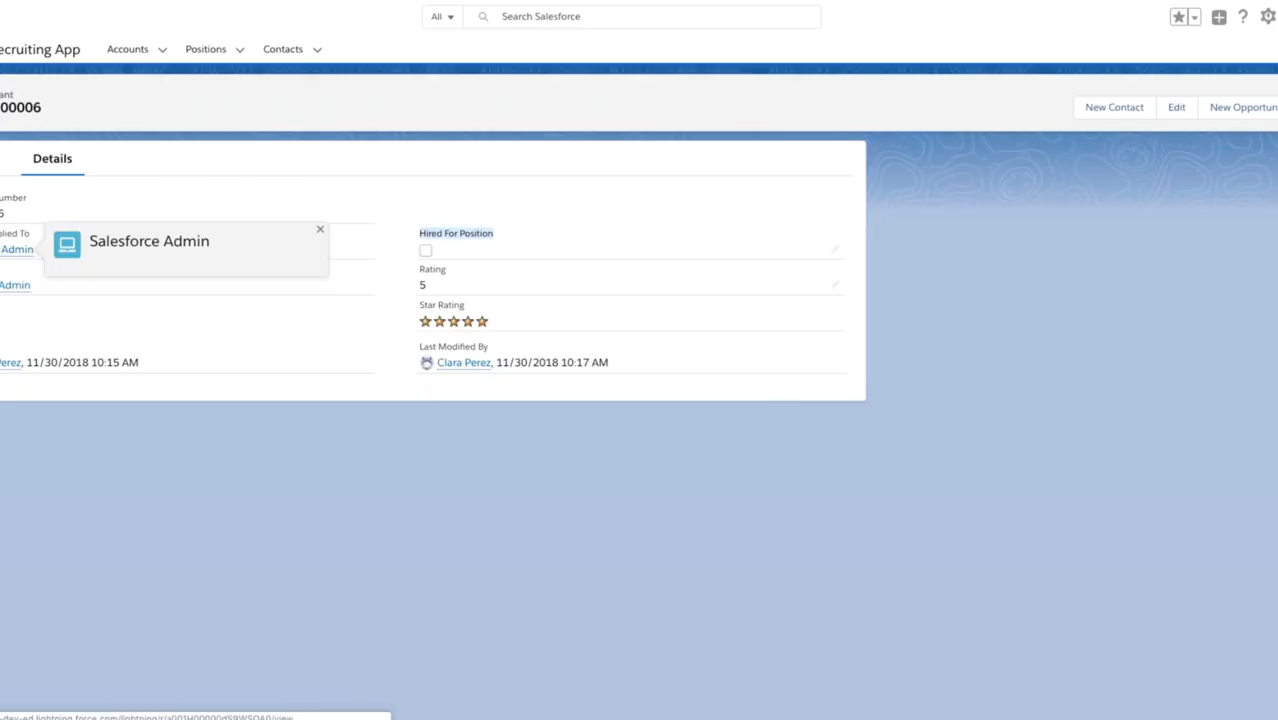 All
Search Salesforce
ecruiting App
Accounts
Positions
Contacts
ant
00006
New Contact
Edit
New Opportun
Details
umber
plied To
Admin
Salesforce Admin
Hired For Position
Rating
5
Admin
Star Rating
Last Modified By
Perez, 11/30/2018 10:15 AM
Clara Perez, 11/30/2018 10:17 AM